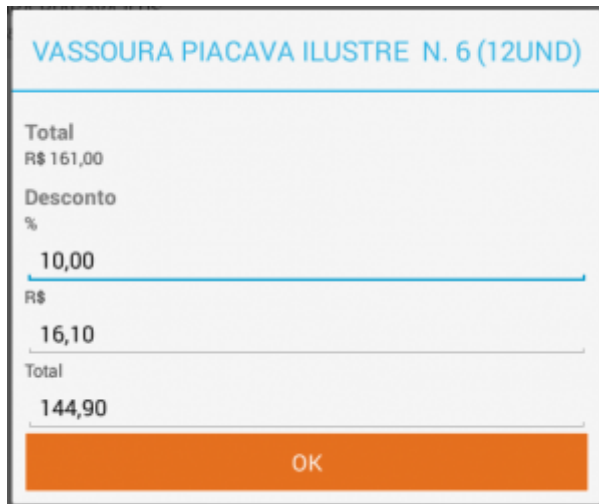 VASSOURA PIACAVA ILUSTRE N. 6 (12UND)
Total
R$ 161,00
Desconto
%
10,00
R$
16,10
Total
144,90
OK